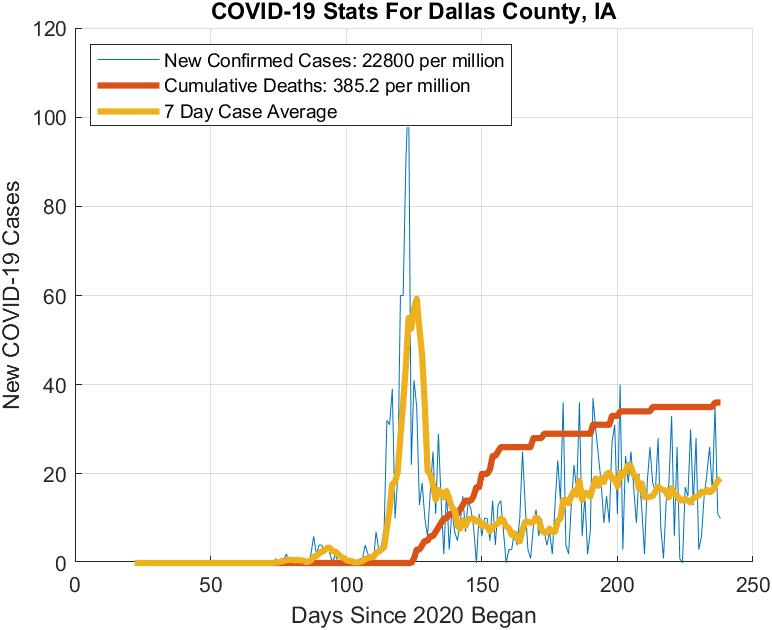 COVID-19 Stats For Dallas County, IA
New Confirmed Cases: 22800 per million
Cumulative Deaths: 385.2 per million
7 Day Case Average
New COVID-19 Cases
120
100
80
60
40
20
0
0 50 100 150 200 250
Days Since 2020 Began